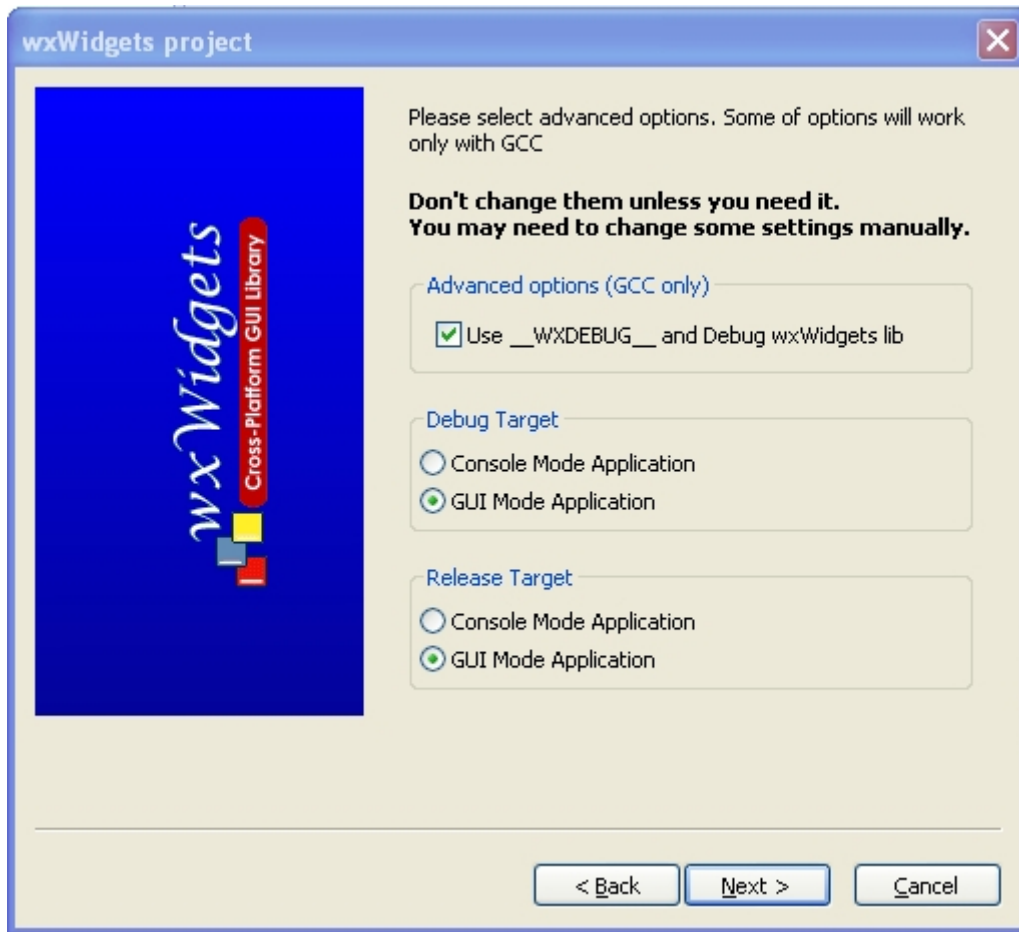 wxWidgets project
wxWidgets
Cross-Platform GUI Library
Please select advanced options. Some of options will work
only with GCC
Don't change them unless you need it.
You may need to change some settings manually.
Advanced options (GCC only)
Use __WXDEBUG__ and Debug wxWidgets lib
Debug Target
Console Mode Application
GUI Mode Application
Release Target
Console Mode Application
GUI Mode Application
< Back
Next >
Cancel